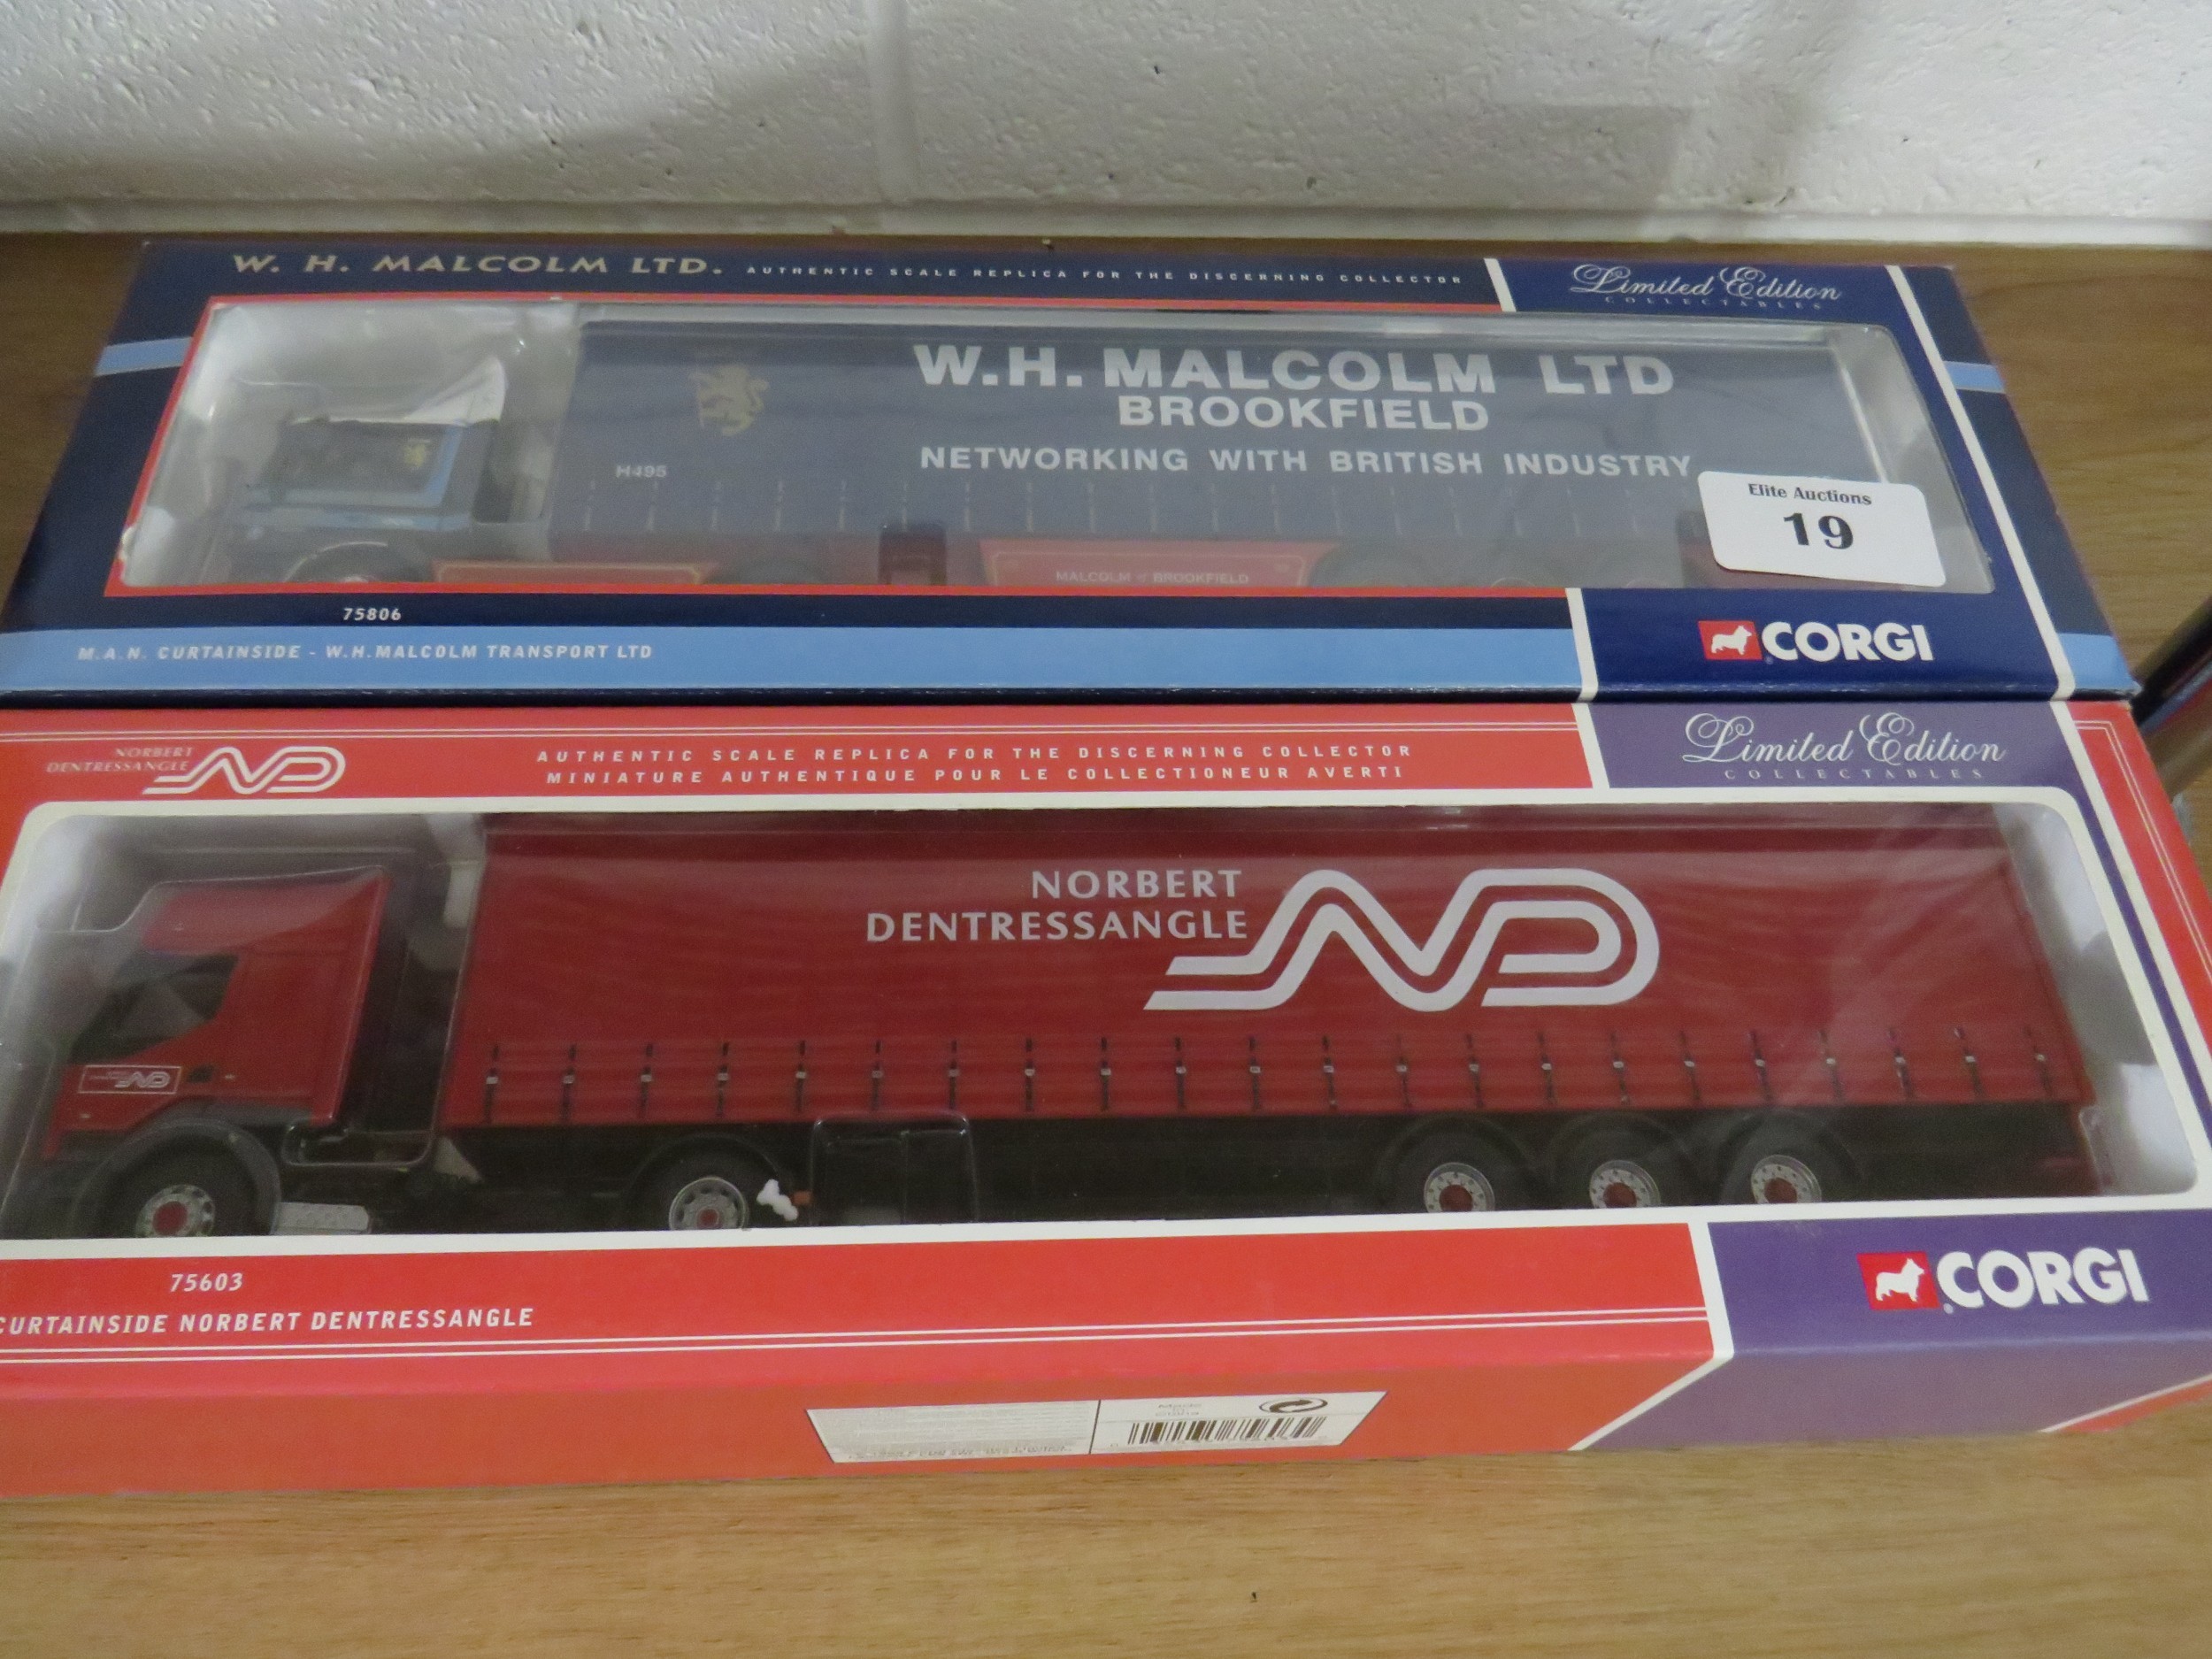 W. H. MALCOLM LTD. AUTHENTIC SCALE REPLICA FOR THE DISCERNING COLLECTOR
Limited Edition
COLLECTABLES
W.H. MALCOLM LTD
BROOKFIELD
NETWORKING WITH BRITISH INDUSTRY
H495
Elite Auctions
19
MALCOLM of BROOKFIELD
75806
M.A.N. CURTAINSIDE - W.H.MALCOLM TRANSPORT LTD
CORGI
NORBERT
DENTRESSANGLE ND
AUTHENTIC SCALE REPLICA FOR THE DISCERNING COLLECTOR
MINIATURE AUTHENTIQUE POUR LE COLLECTIONEUR AVERTI
Limited Edition
COLLECTABLES
NORBERT
DENTRESSANGLE ND
ND
75603
CURTAINSIDE NORBERT DENTRESSANGLE
CORGI